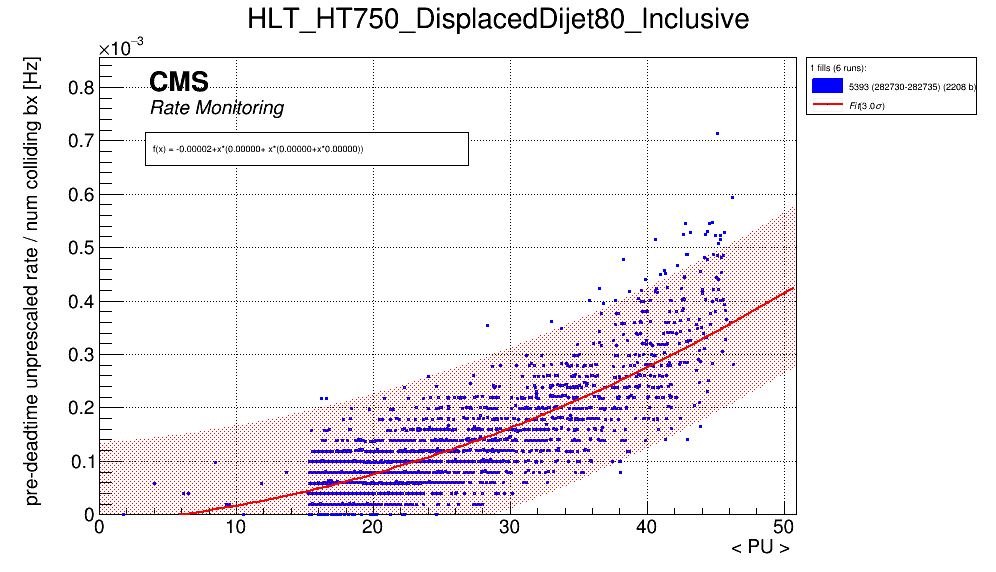 HLT_HT750_DisplacedDijet80_Inclusive
×10⁻³
pre-deadtime unprescaled rate / num colliding bx [Hz]
CMS
Rate Monitoring
f(x) = -0.00002+x*(0.00000+ x*(0.00000+x*0.00000))
1 fills (6 runs):
5393 (282730-282735) (2208 b)
Fit(3.0σ)
0.8
0.7
0.6
0.5
0.4
0.3
0.2
0.1
0
0 10 20 30 40 50
< PU >